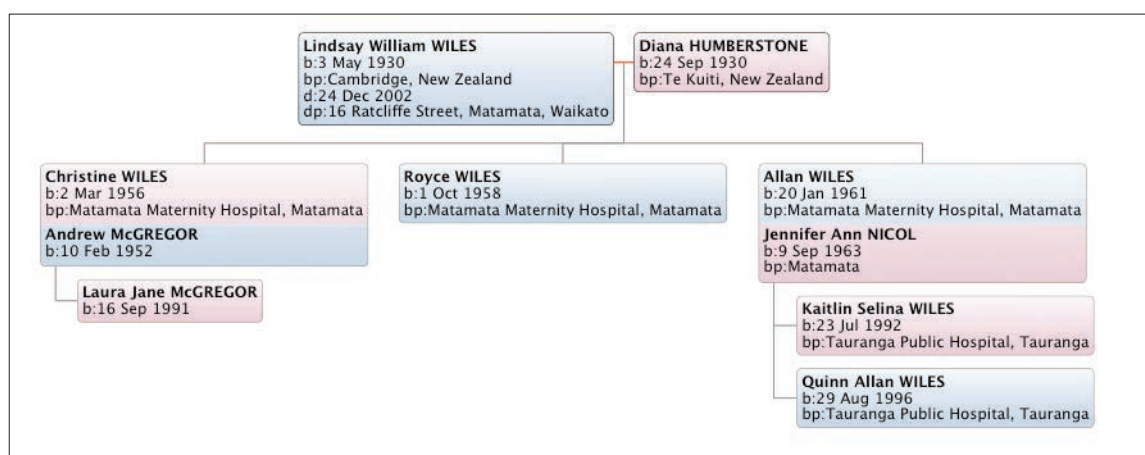 Lindsay William WILES
b:3 May 1930
bp:Cambridge, New Zealand
d:24 Dec 2002
dp:16 Ratcliffe Street, Matamata, Waikato
Diana HUMBERSTONE
b:24 Sep 1930
bp:Te Kuiti, New Zealand
Christine WILES
b:2 Mar 1956
bp:Matamata Maternity Hospital, Matamata
Andrew McGREGOR
b:10 Feb 1952
Laura Jane McGREGOR
b:16 Sep 1991
Royce WILES
b:1 Oct 1958
bp:Matamata Maternity Hospital, Matamata
Allan WILES
b:20 Jan 1961
bp:Matamata Maternity Hospital, Matamata
Jennifer Ann NICOL
b:9 Sep 1963
bp:Matamata
Kaitlin Selina WILES
b:23 Jul 1992
bp:Tauranga Public Hospital, Tauranga
Quinn Allan WILES
b:29 Aug 1996
bp:Tauranga Public Hospital, Tauranga